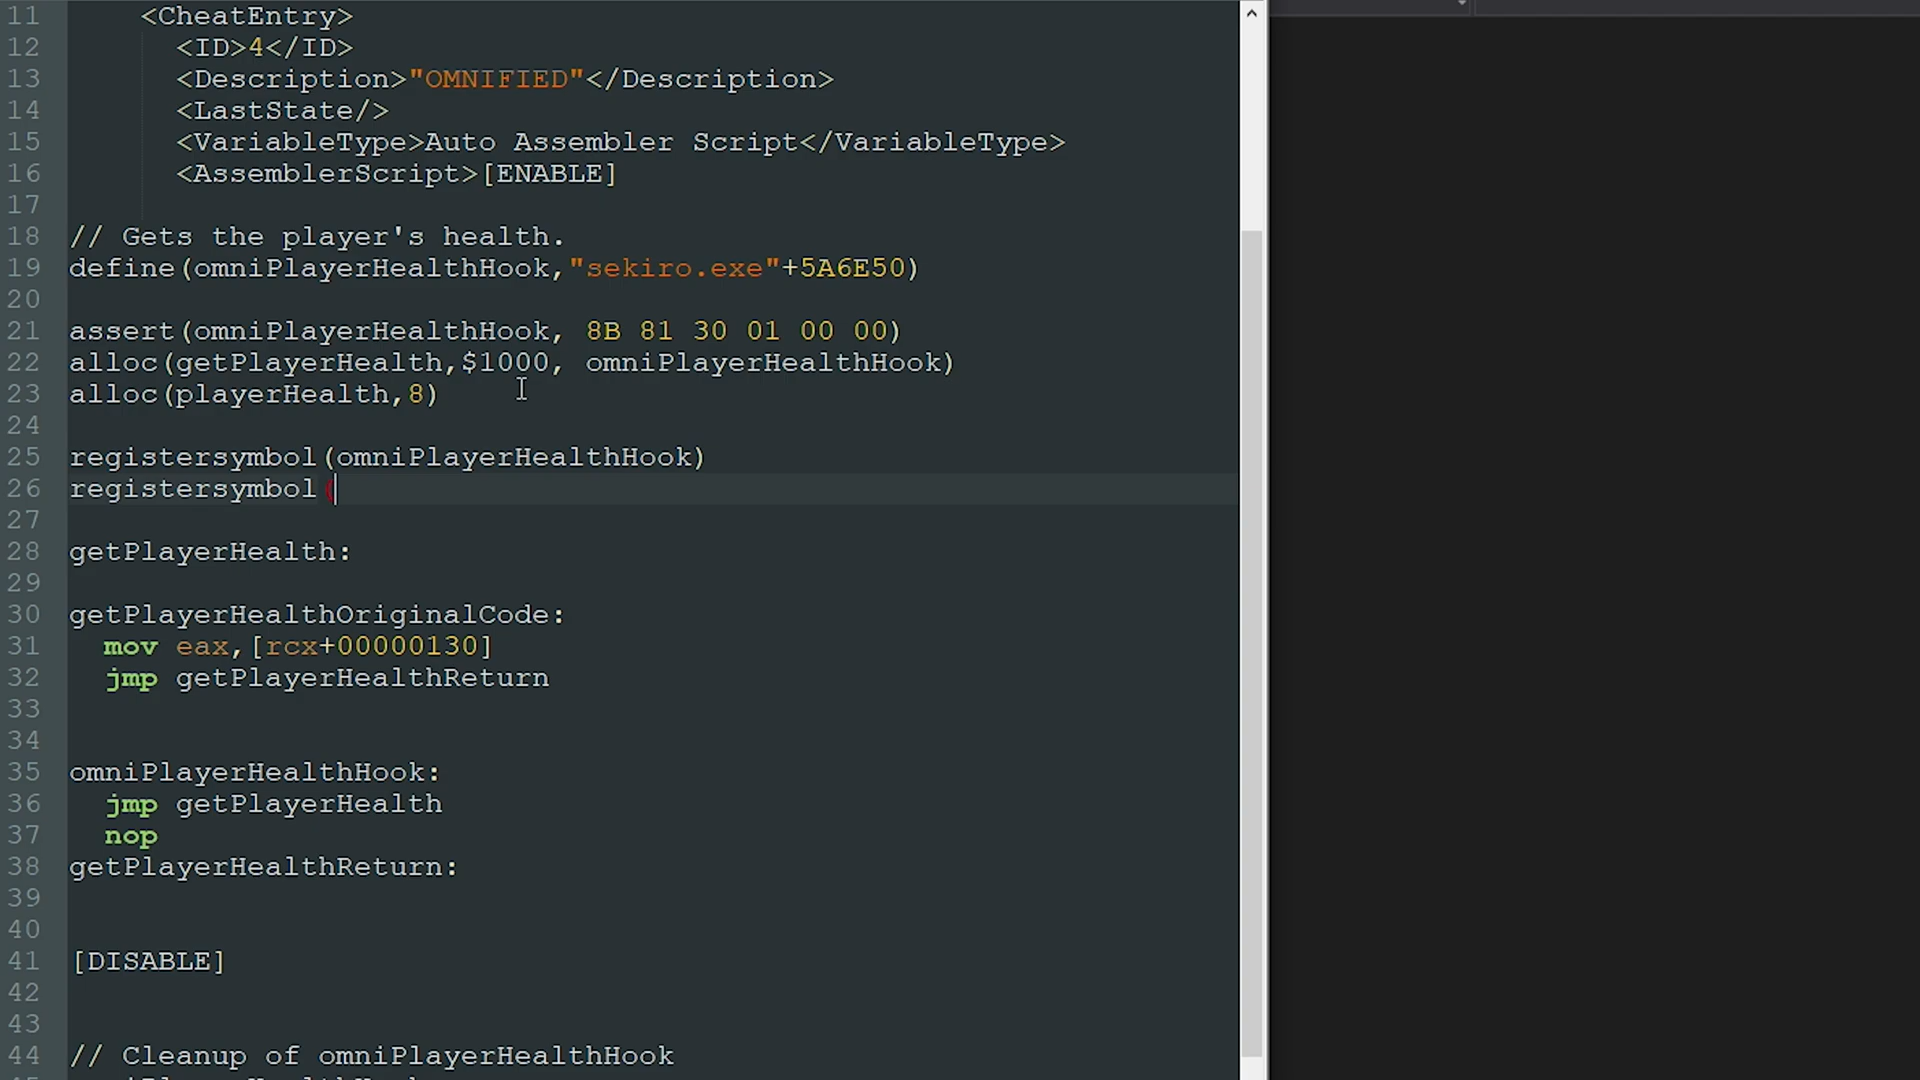 11 <CheatEntry>
12 <ID>4</ID>
13 <Description>"OMNIFIED"</Description>
14 <LastState/>
15 <VariableType>Auto Assembler Script</VariableType>
16 <AssemblerScript>[ENABLE]
17
18 // Gets the player's health.
19 define(omniPlayerHealthHook,"sekiro.exe"+5A6E50)
20
21 assert(omniPlayerHealthHook, 8B 81 30 01 00 00)
22 alloc(getPlayerHealth,$1000, omniPlayerHealthHook)
23 alloc(playerHealth,8)
24
25 registersymbol(omniPlayerHealthHook)
26 registersymbol(
27
28 getPlayerHealth:
29
30 getPlayerHealthOriginalCode:
31 mov eax,[rcx+00000130]
32 jmp getPlayerHealthReturn
33
34
35 omniPlayerHealthHook:
36 jmp getPlayerHealth
37 nop
38 getPlayerHealthReturn:
39
40
41 [DISABLE]
42
43
44 // Cleanup of omniPlayerHealthHook